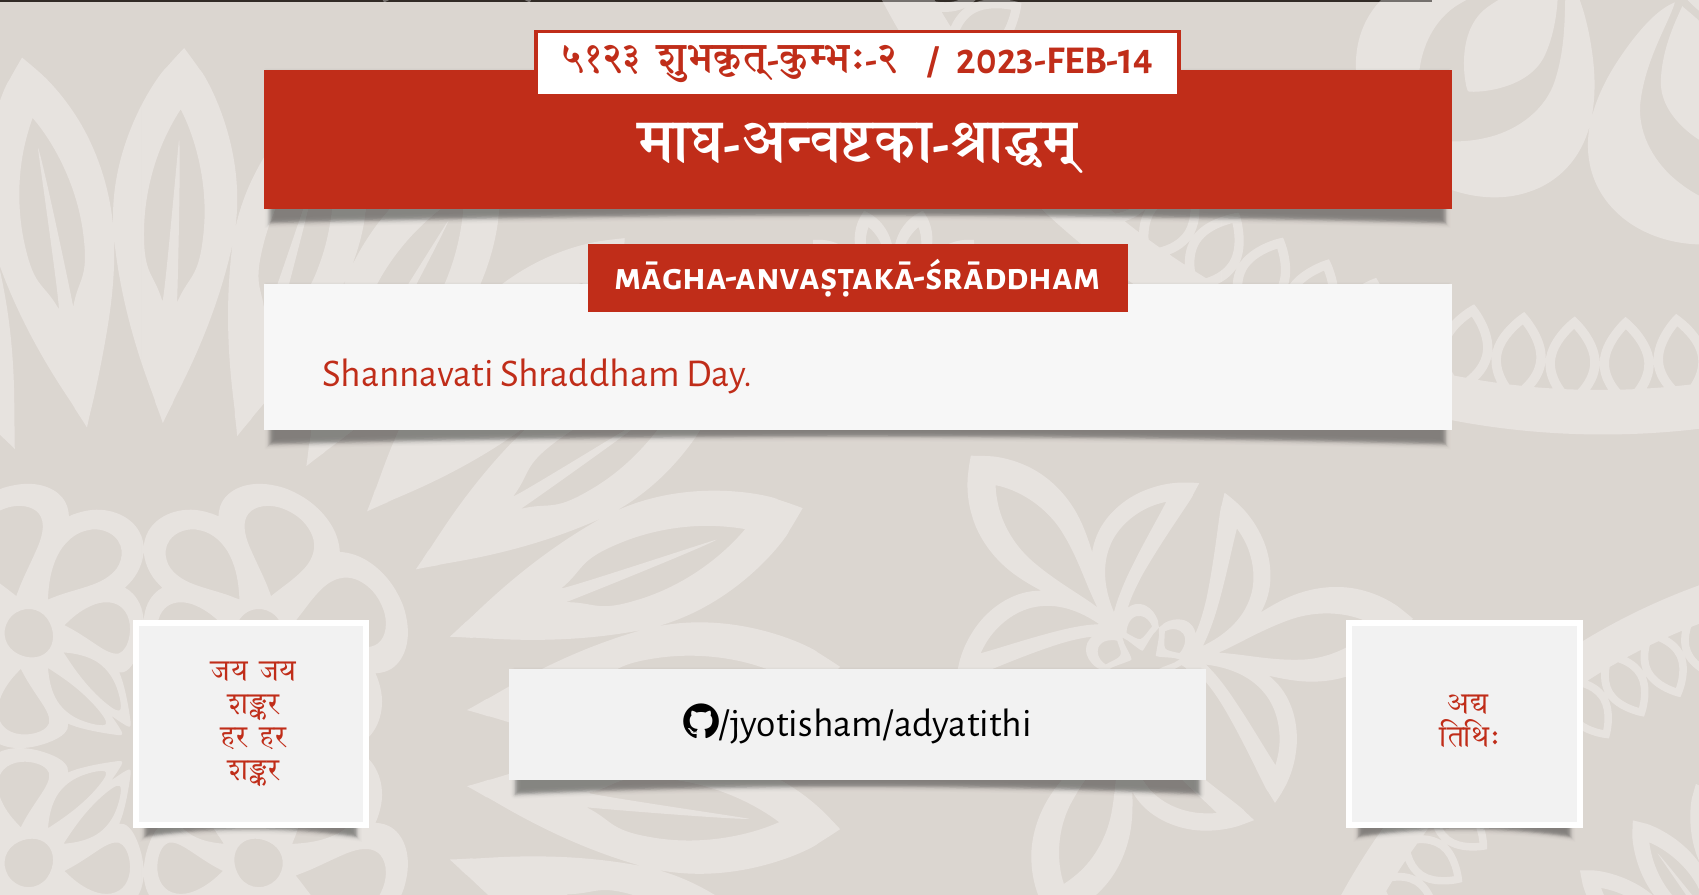 ५१२३ शुभकृत्-कुम्भः-२ / 2023-FEB-14
माघ-अन्वष्टका-श्राद्धम्
MĀGHA-ANVAṢṬAKĀ-ŚRĀDDHAM
Shannavati Shraddham Day.
जय जय
शङ्कर
हर हर
शङ्कर
/jyotisham/adyatithi
अद्य
तिथिः